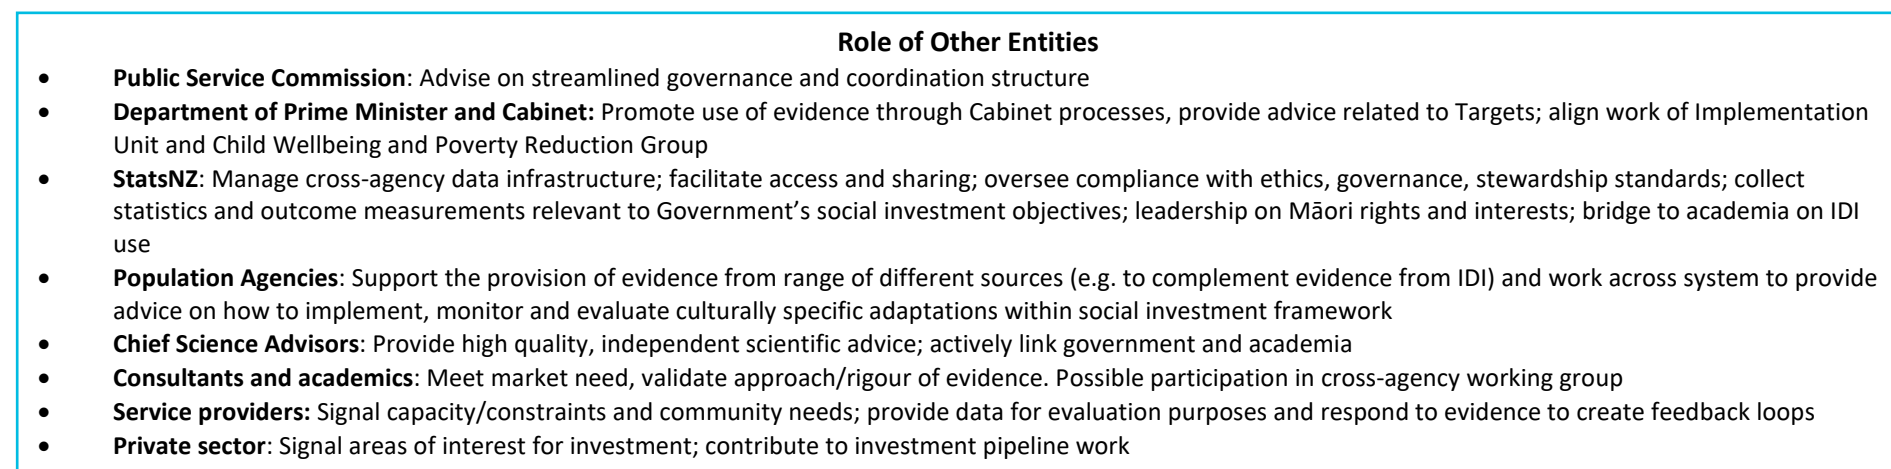 Role of Other Entities
• Public Service Commission: Advise on streamlined governance and coordination structure
• Department of Prime Minister and Cabinet: Promote use of evidence through Cabinet processes, provide advice related to Targets; align work of Implementation
Unit and Child Wellbeing and Poverty Reduction Group
• StatsNZ: Manage cross-agency data infrastructure; facilitate access and sharing; oversee compliance with ethics, governance, stewardship standards; collect
statistics and outcome measurements relevant to Government’s social investment objectives; leadership on Māori rights and interests; bridge to academia on IDI
use
• Population Agencies: Support the provision of evidence from range of different sources (e.g. to complement evidence from IDI) and work across system to provide
advice on how to implement, monitor and evaluate culturally specific adaptations within social investment framework
• Chief Science Advisors: Provide high quality, independent scientific advice; actively link government and academia
• Consultants and academics: Meet market need, validate approach/rigour of evidence. Possible participation in cross-agency working group
• Service providers: Signal capacity/constraints and community needs; provide data for evaluation purposes and respond to evidence to create feedback loops
• Private sector: Signal areas of interest for investment; contribute to investment pipeline work